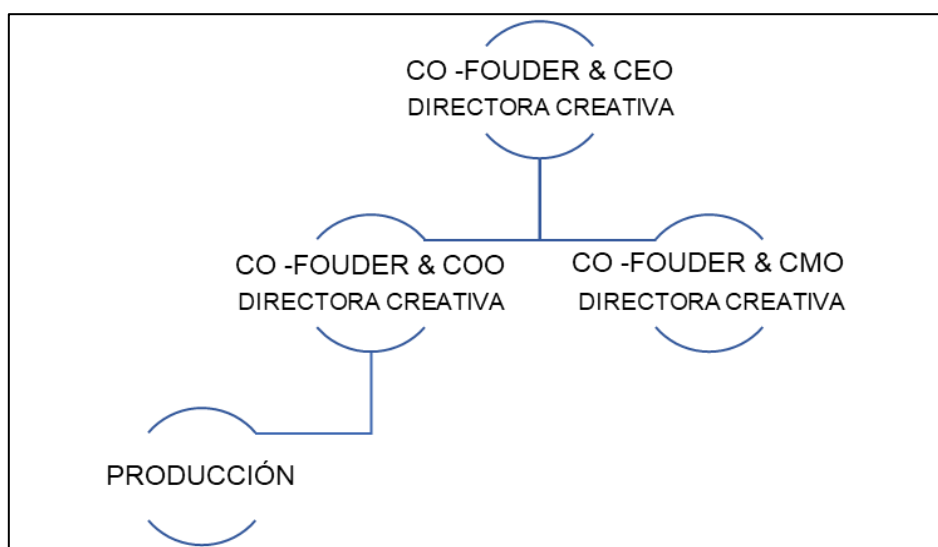 CO -FOUDER & CEO
DIRECTORA CREATIVA
CO -FOUDER & COO
DIRECTORA CREATIVA
CO -FOUDER & CMO
DIRECTORA CREATIVA
PRODUCCIÓN